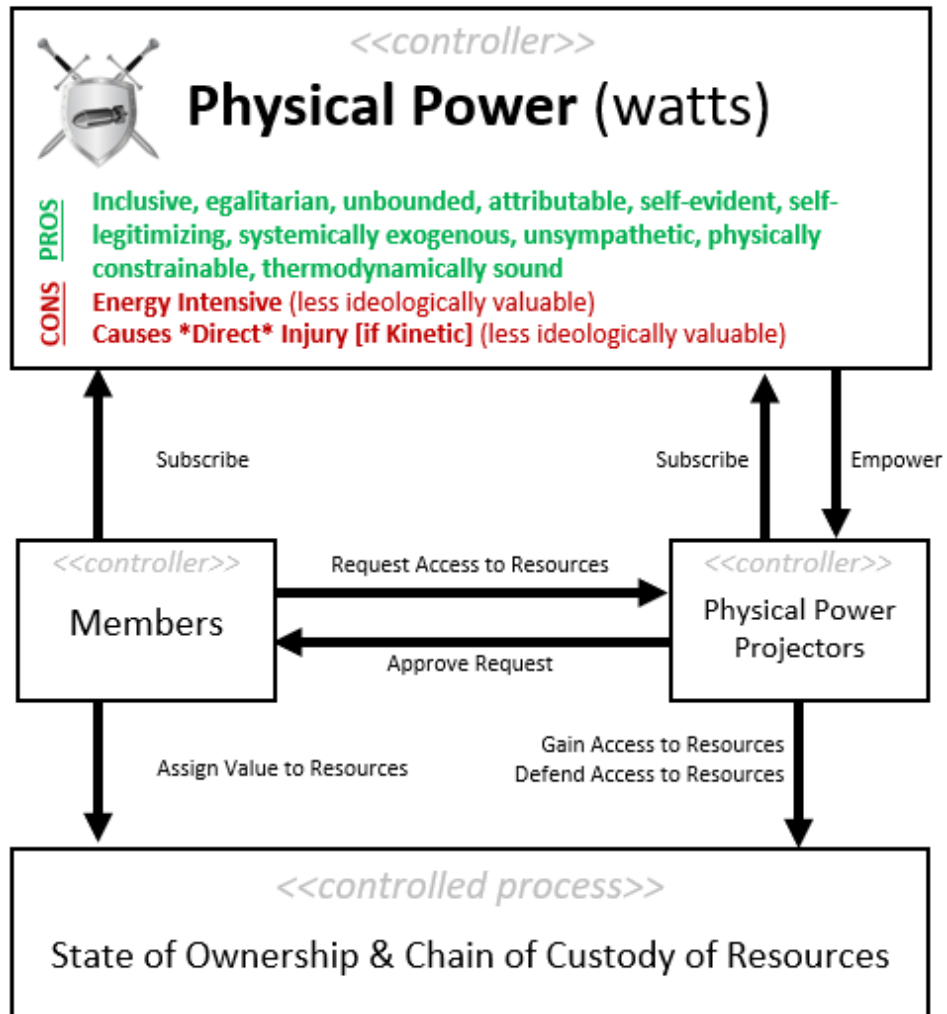 <<controller>>
Physical Power (watts)
PROS
Inclusive, egalitarian, unbounded, attributable, self-evident, self-
legitimizing, systemically exogenous, unsympathetic, physically
constrainable, thermodynamically sound
CONS
Energy Intensive (less ideologically valuable)
Causes *Direct* Injury [if Kinetic] (less ideologically valuable)
Subscribe
Subscribe
Empower
<<controller>>
Members
Request Access to Resources
Approve Request
<<controller>>
Physical Power
Projectors
Assign Value to Resources
Gain Access to Resources
Defend Access to Resources
<<controlled process>>
State of Ownership & Chain of Custody of Resources